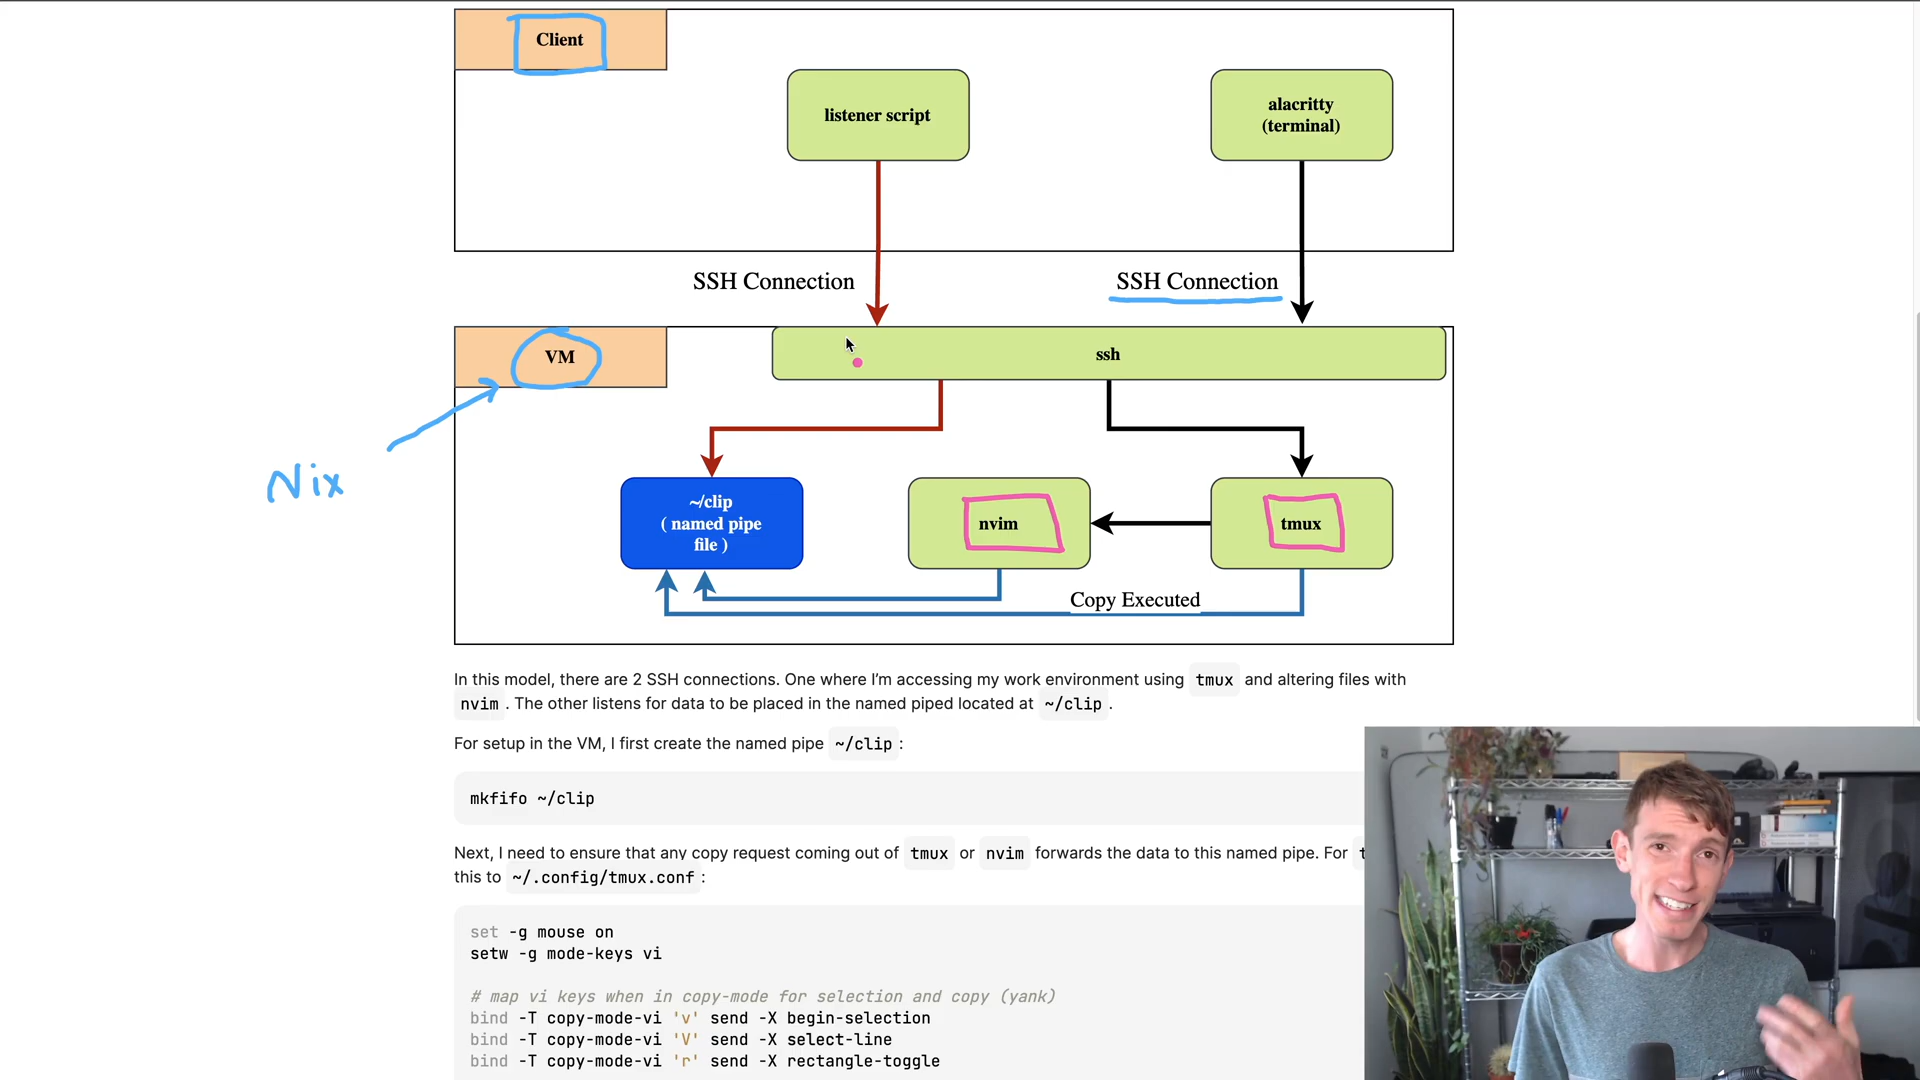 Client
listener script
alacritty
(terminal)
SSH Connection
SSH Connection
VM
ssh
Nix
~/clip
( named pipe
file )
nvim
tmux
Copy Executed
In this model, there are 2 SSH connections. One where I’m accessing my work environment using tmux and altering files with
nvim . The other listens for data to be placed in the named piped located at ~/clip .
For setup in the VM, I first create the named pipe ~/clip :
mkfifo ~/clip
Next, I need to ensure that any copy request coming out of tmux or nvim forwards the data to this named pipe. For t
this to ~/.config/tmux.conf :
set -g mouse on
setw -g mode-keys vi
# map vi keys when in copy-mode for selection and copy (yank)
bind -T copy-mode-vi 'v' send -X begin-selection
bind -T copy-mode-vi 'V' send -X select-line
bind -T copy-mode-vi 'r' send -X rectangle-toggle